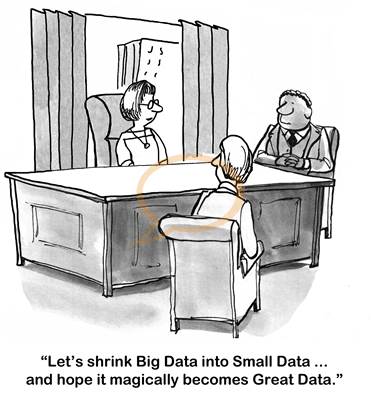 “Let’s shrink Big Data into Small Data ...
and hope it magically becomes Great Data.”